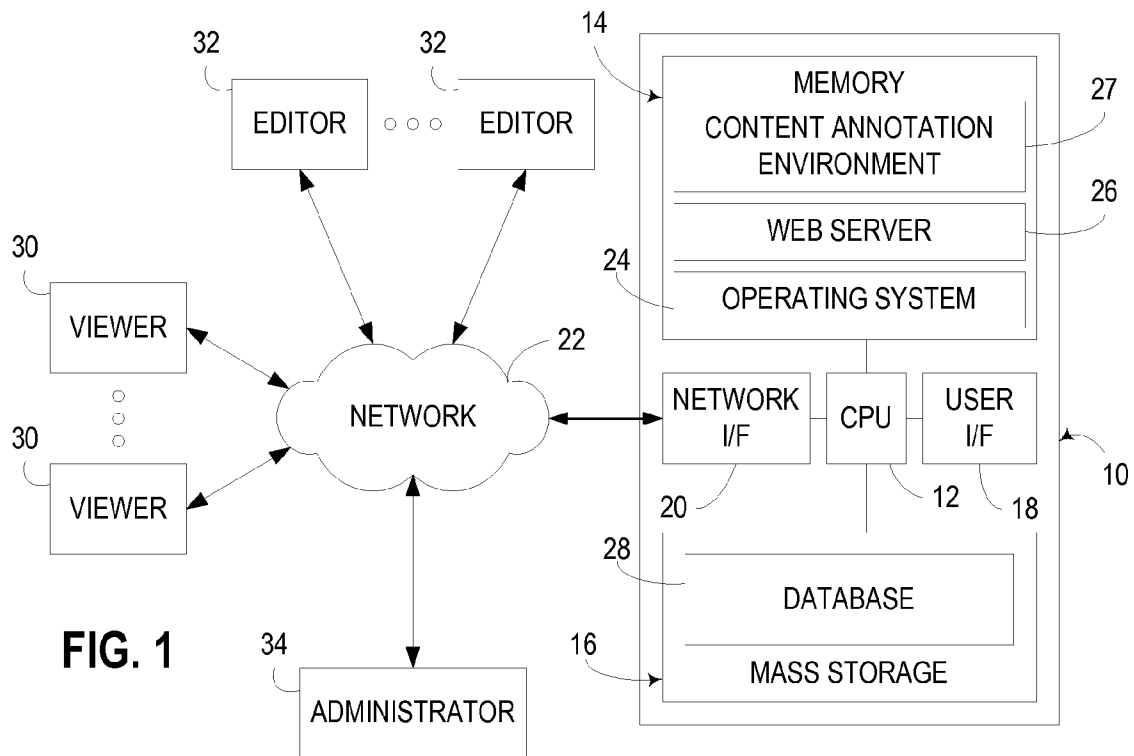 32
32
14
EDITOR
EDITOR
MEMORY
CONTENT ANNOTATION
ENVIRONMENT
27
WEB SERVER
26
24
OPERATING SYSTEM
30
VIEWER
22
NETWORK
NETWORK
I/F
CPU
USER
I/F
10
30
VIEWER
20
12
18
28
DATABASE
FIG. 1
34
16
MASS STORAGE
ADMINISTRATOR